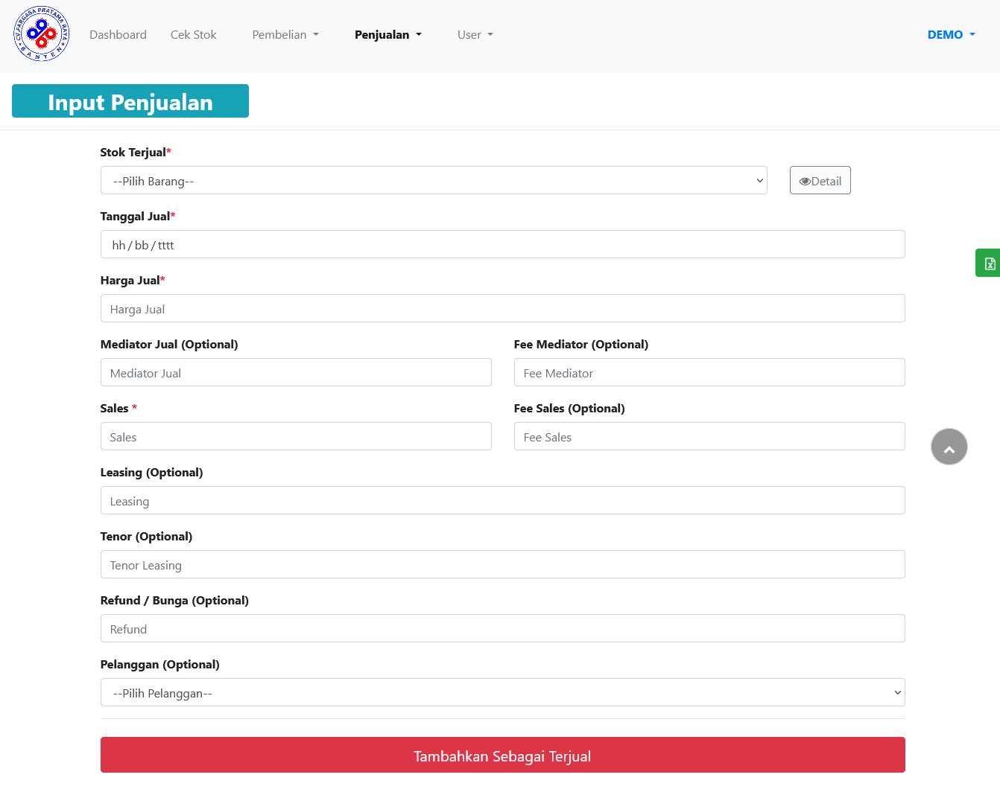 CV.FARGASA PRATAMA RAYA
BANTEN
Dashboard Cek Stok Pembelian Penjualan User DEMO
Input Penjualan
Stok Terjual*
--Pilih Barang-- Detail
Tanggal Jual*
hh/bb/tttt
Harga Jual*
Harga Jual
Mediator Jual (Optional) Fee Mediator (Optional)
Mediator Jual Fee Mediator
Sales * Fee Sales (Optional)
Sales Fee Sales
Leasing (Optional)
Leasing
Tenor (Optional)
Tenor Leasing
Refund / Bunga (Optional)
Refund
Pelanggan (Optional)
--Pilih Pelanggan--
Tambahkan Sebagai Terjual